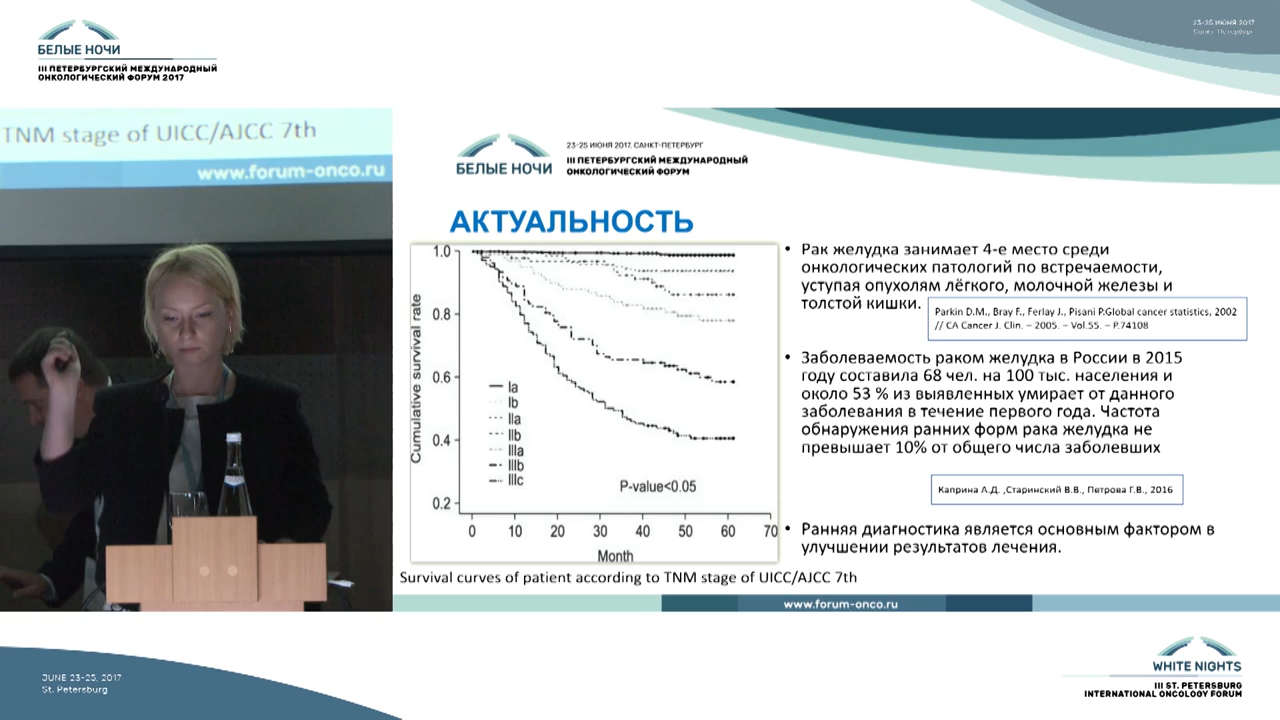 БЕЛЫЕ НОЧИ
III ПЕТЕРБУРГСКИЙ МЕЖДУНАРОДНЫЙ
ОНКОЛОГИЧЕСКИЙ ФОРУМ 2017
23-25 ИЮНЯ 2017
Санкт-Петербург
TNM stage of UICC/AJCC 7th
www.forum-onco.ru
БЕЛЫЕ НОЧИ
23-25 ИЮНЯ 2017, САНКТ-ПЕТЕРБУРГ
III ПЕТЕРБУРГСКИЙ МЕЖДУНАРОДНЫЙ
ОНКОЛОГИЧЕСКИЙ ФОРУМ
АКТУАЛЬНОСТЬ
Cumulative survival rate
1.0
0.8
0.6
0.4
0.2
Ia
Ib
IIa
IIb
IIIa
IIIb
IIIc
P-value<0.05
0 10 20 30 40 50 60 70
Month
Survival curves of patient according to TNM stage of UICC/AJCC 7th
• Рак желудка занимает 4-е место среди
онкологических патологий по встречаемости,
уступая опухолям лёгкого, молочной железы и
толстой кишки.
Parkin D.M., Bray F., Ferlay J., Pisani P.Global cancer statistics, 2002
// CA Cancer J. Clin. – 2005. – Vol.55. – P.74108
• Заболеваемость раком желудка в России в 2015
году составила 68 чел. на 100 тыс. населения и
около 53 % из выявленных умирает от данного
заболевания в течение первого года. Частота
обнаружения ранних форм рака желудка не
превышает 10% от общего числа заболевших
Каприна А.Д. ,Старинский В.В., Петрова Г.В., 2016
• Ранняя диагностика является основным фактором в
улучшении результатов лечения.
www.forum-onco.ru
JUNE 23-25, 2017
St. Petersburg
WHITE NIGHTS
III ST. PETERSBURG
INTERNATIONAL ONCOLOGY FORUM